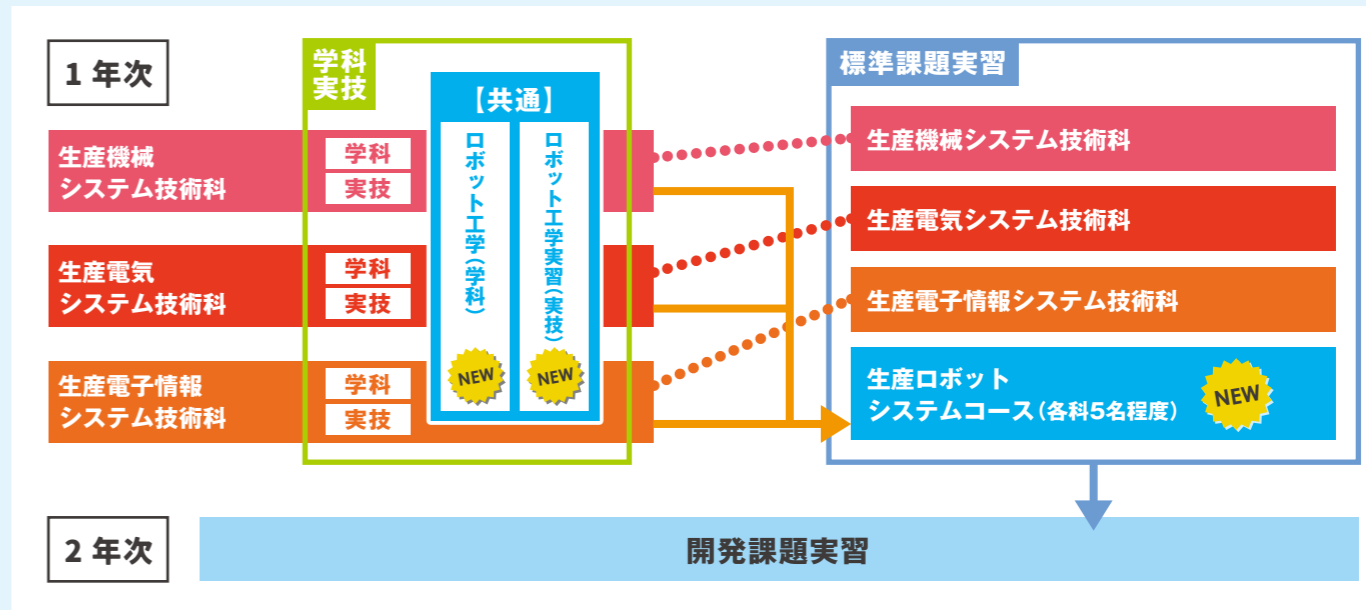 1年次
学科
実技
【共通】
ロボット工学（学科）
NEW
ロボット工学実習（実技）
NEW
生産機械
システム技術科
学科
実技
生産電気
システム技術科
学科
実技
生産電子情報
システム技術科
学科
実技
標準課題実習
生産機械システム技術科
生産電気システム技術科
生産電子情報システム技術科
生産ロボット
システムコース（各科5名程度）
NEW
2年次
開発課題実習